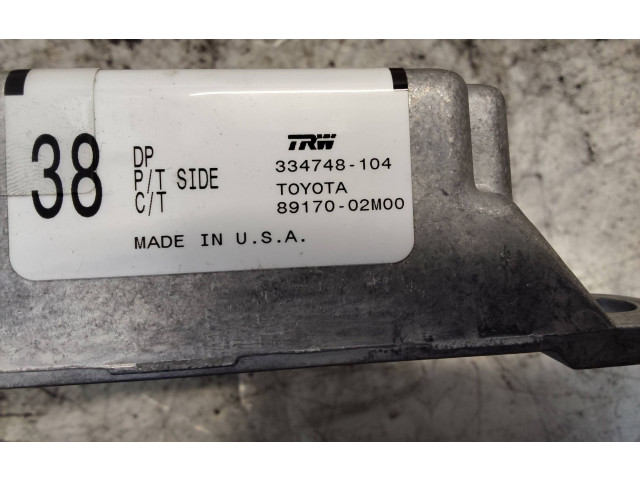 38
DP
P/T SIDE
C/T
TRW
334748-104
TOYOTA
89170-02M00
MADE IN U.S.A.